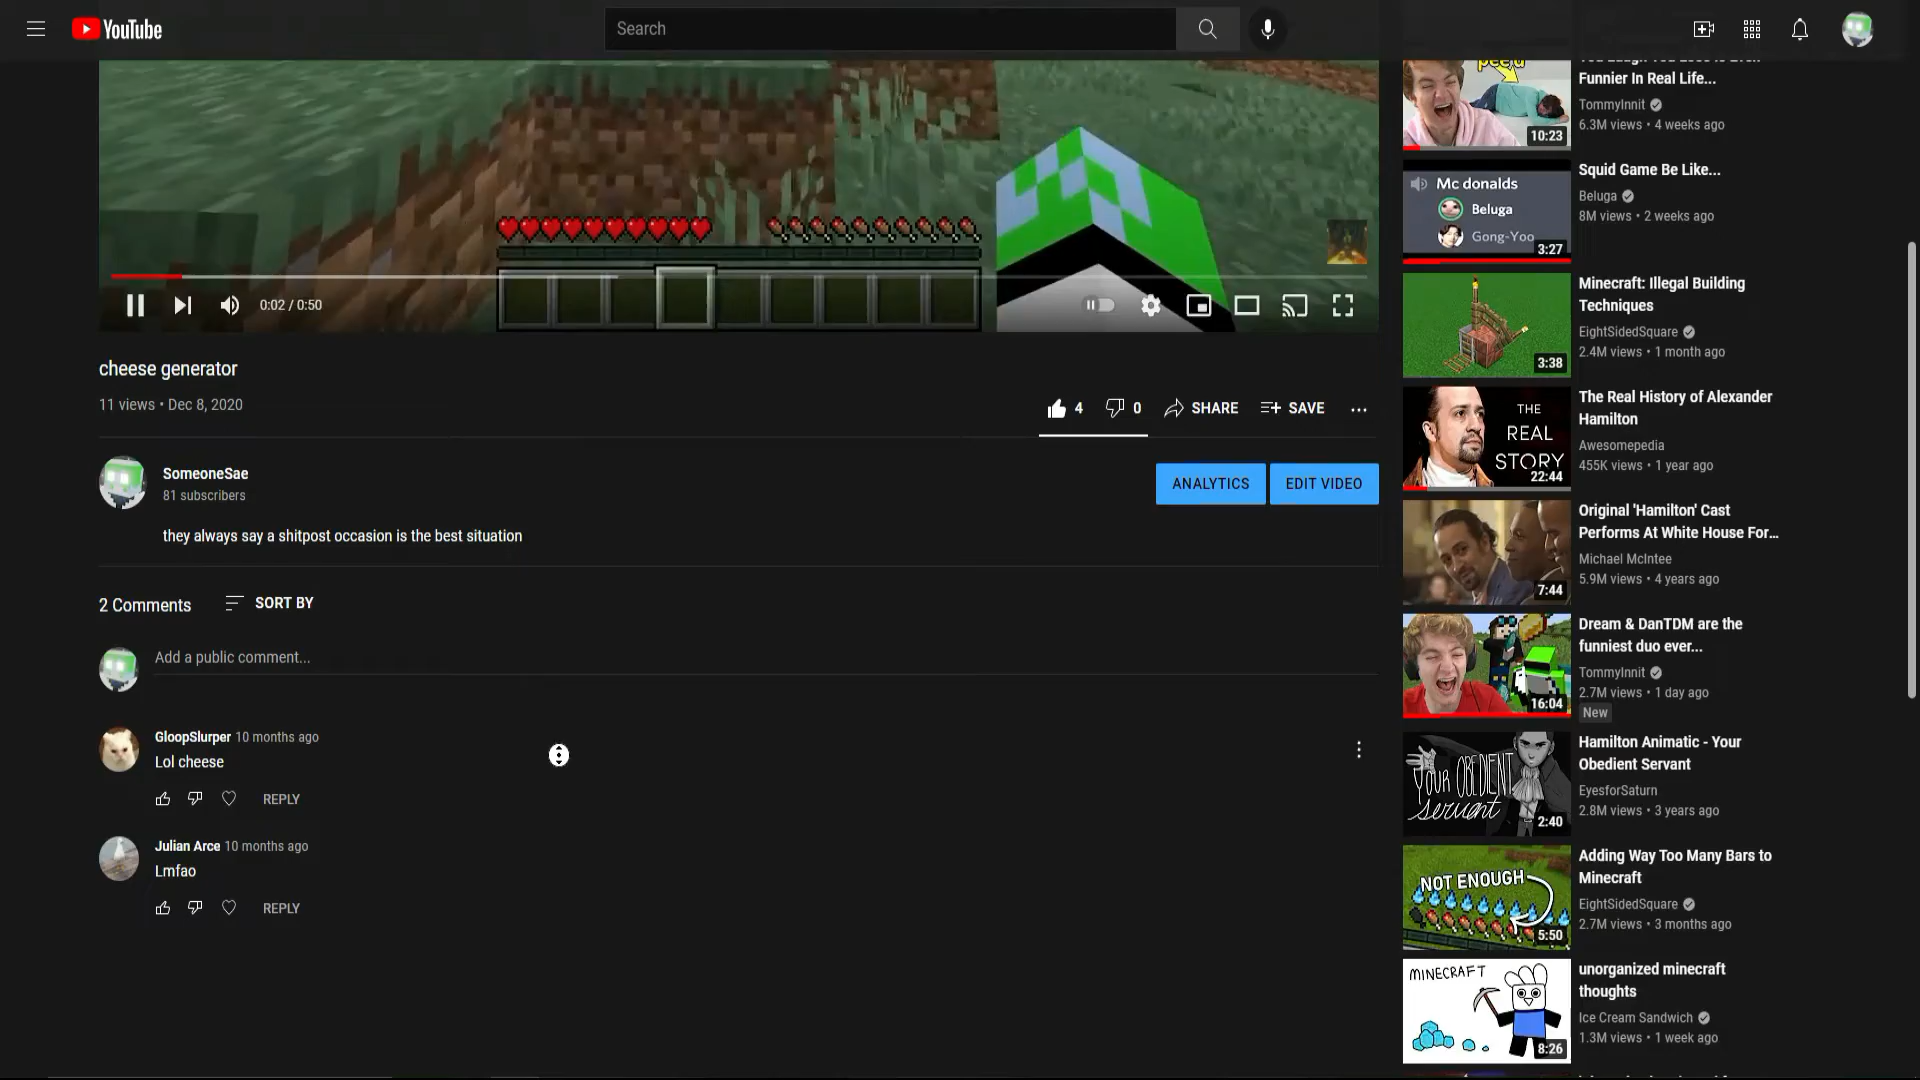 YouTube
Search
0:02 / 0:50
cheese generator
11 views • Dec 8, 2020
4
0
SHARE
SAVE
SomeoneSae
81 subscribers
ANALYTICS
EDIT VIDEO
they always say a shitpost occasion is the best situation
2 Comments
SORT BY
Add a public comment...
GloopSlurper 10 months ago
Lol cheese
REPLY
Julian Arce 10 months ago
Lmfao
REPLY
10:23
Funnier In Real Life...
TommyInnit
6.3M views • 4 weeks ago
Mc donalds
Beluga
Gong-Yoo
3:27
Squid Game Be Like...
Beluga
8M views • 2 weeks ago
3:38
Minecraft: Illegal Building
Techniques
EightSidedSquare
2.4M views • 1 month ago
THE
REAL
STORY
22:44
The Real History of Alexander
Hamilton
Awesomepedia
455K views • 1 year ago
7:44
Original 'Hamilton' Cast
Performs At White House For...
Michael McIntee
5.9M views • 4 years ago
16:04
Dream & DanTDM are the
funniest duo ever...
TommyInnit
2.7M views • 1 day ago
New
YOUR OBEDIENT
servant
2:40
Hamilton Animatic - Your
Obedient Servant
EyesforSaturn
2.8M views • 3 years ago
NOT ENOUGH
5:50
Adding Way Too Many Bars to
Minecraft
EightSidedSquare
2.7M views • 3 months ago
MINECRAFT
8:26
unorganized minecraft
thoughts
Ice Cream Sandwich
1.3M views • 1 week ago